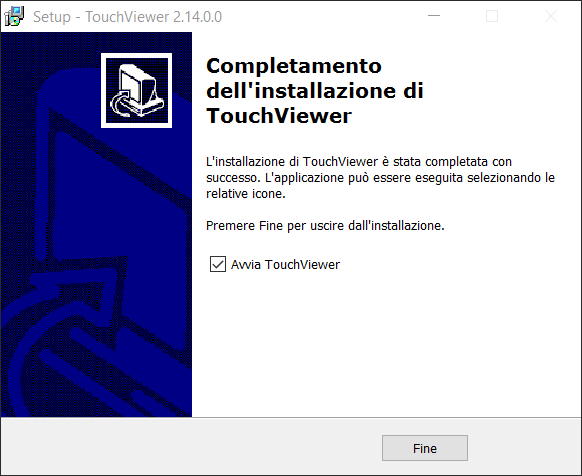 Setup - TouchViewer 2.14.0.0
Completamento
dell'installazione di
TouchViewer
L'installazione di TouchViewer è stata completata con
successo. L'applicazione può essere eseguita selezionando le
relative icone.
Premere Fine per uscire dall'installazione.
Avvia TouchViewer
Fine